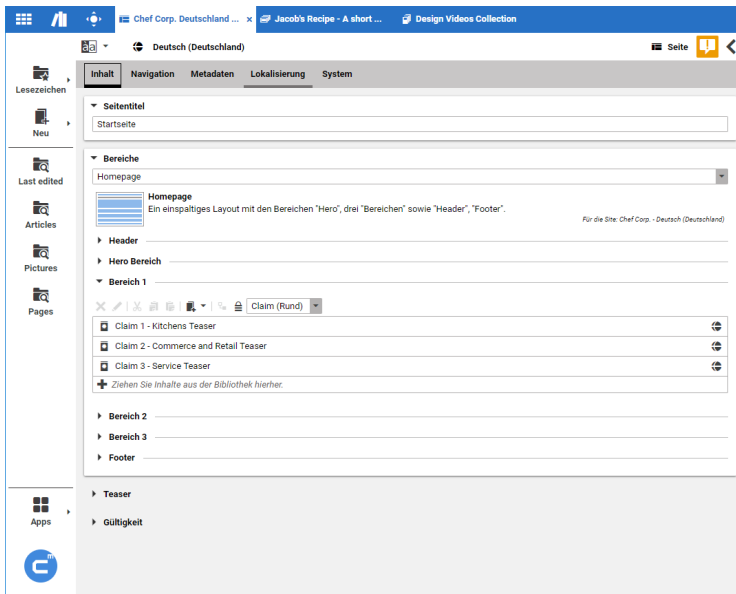 Chef Corp. Deutschland ... × Jacob's Recipe - A short ... Design Videos Collection
āa Deutsch (Deutschland) Seite
Lesezeichen
Neu
Last edited
Articles
Pictures
Pages
Apps
Inhalt Navigation Metadaten Lokalisierung System
Seitentitel
Startseite
Bereiche
Homepage
Homepage
Ein einspaltiges Layout mit den Bereichen "Hero", drei "Bereichen" sowie "Header", "Footer".
Für die Site: Chef Corp. - Deutsch (Deutschland)
Header
Hero Bereich
Bereich 1
Claim (Rund)
Claim 1 - Kitchens Teaser
Claim 2 - Commerce and Retail Teaser
Claim 3 - Service Teaser
Ziehen Sie Inhalte aus der Bibliothek hierher.
Bereich 2
Bereich 3
Footer
Teaser
Gültigkeit
Cm